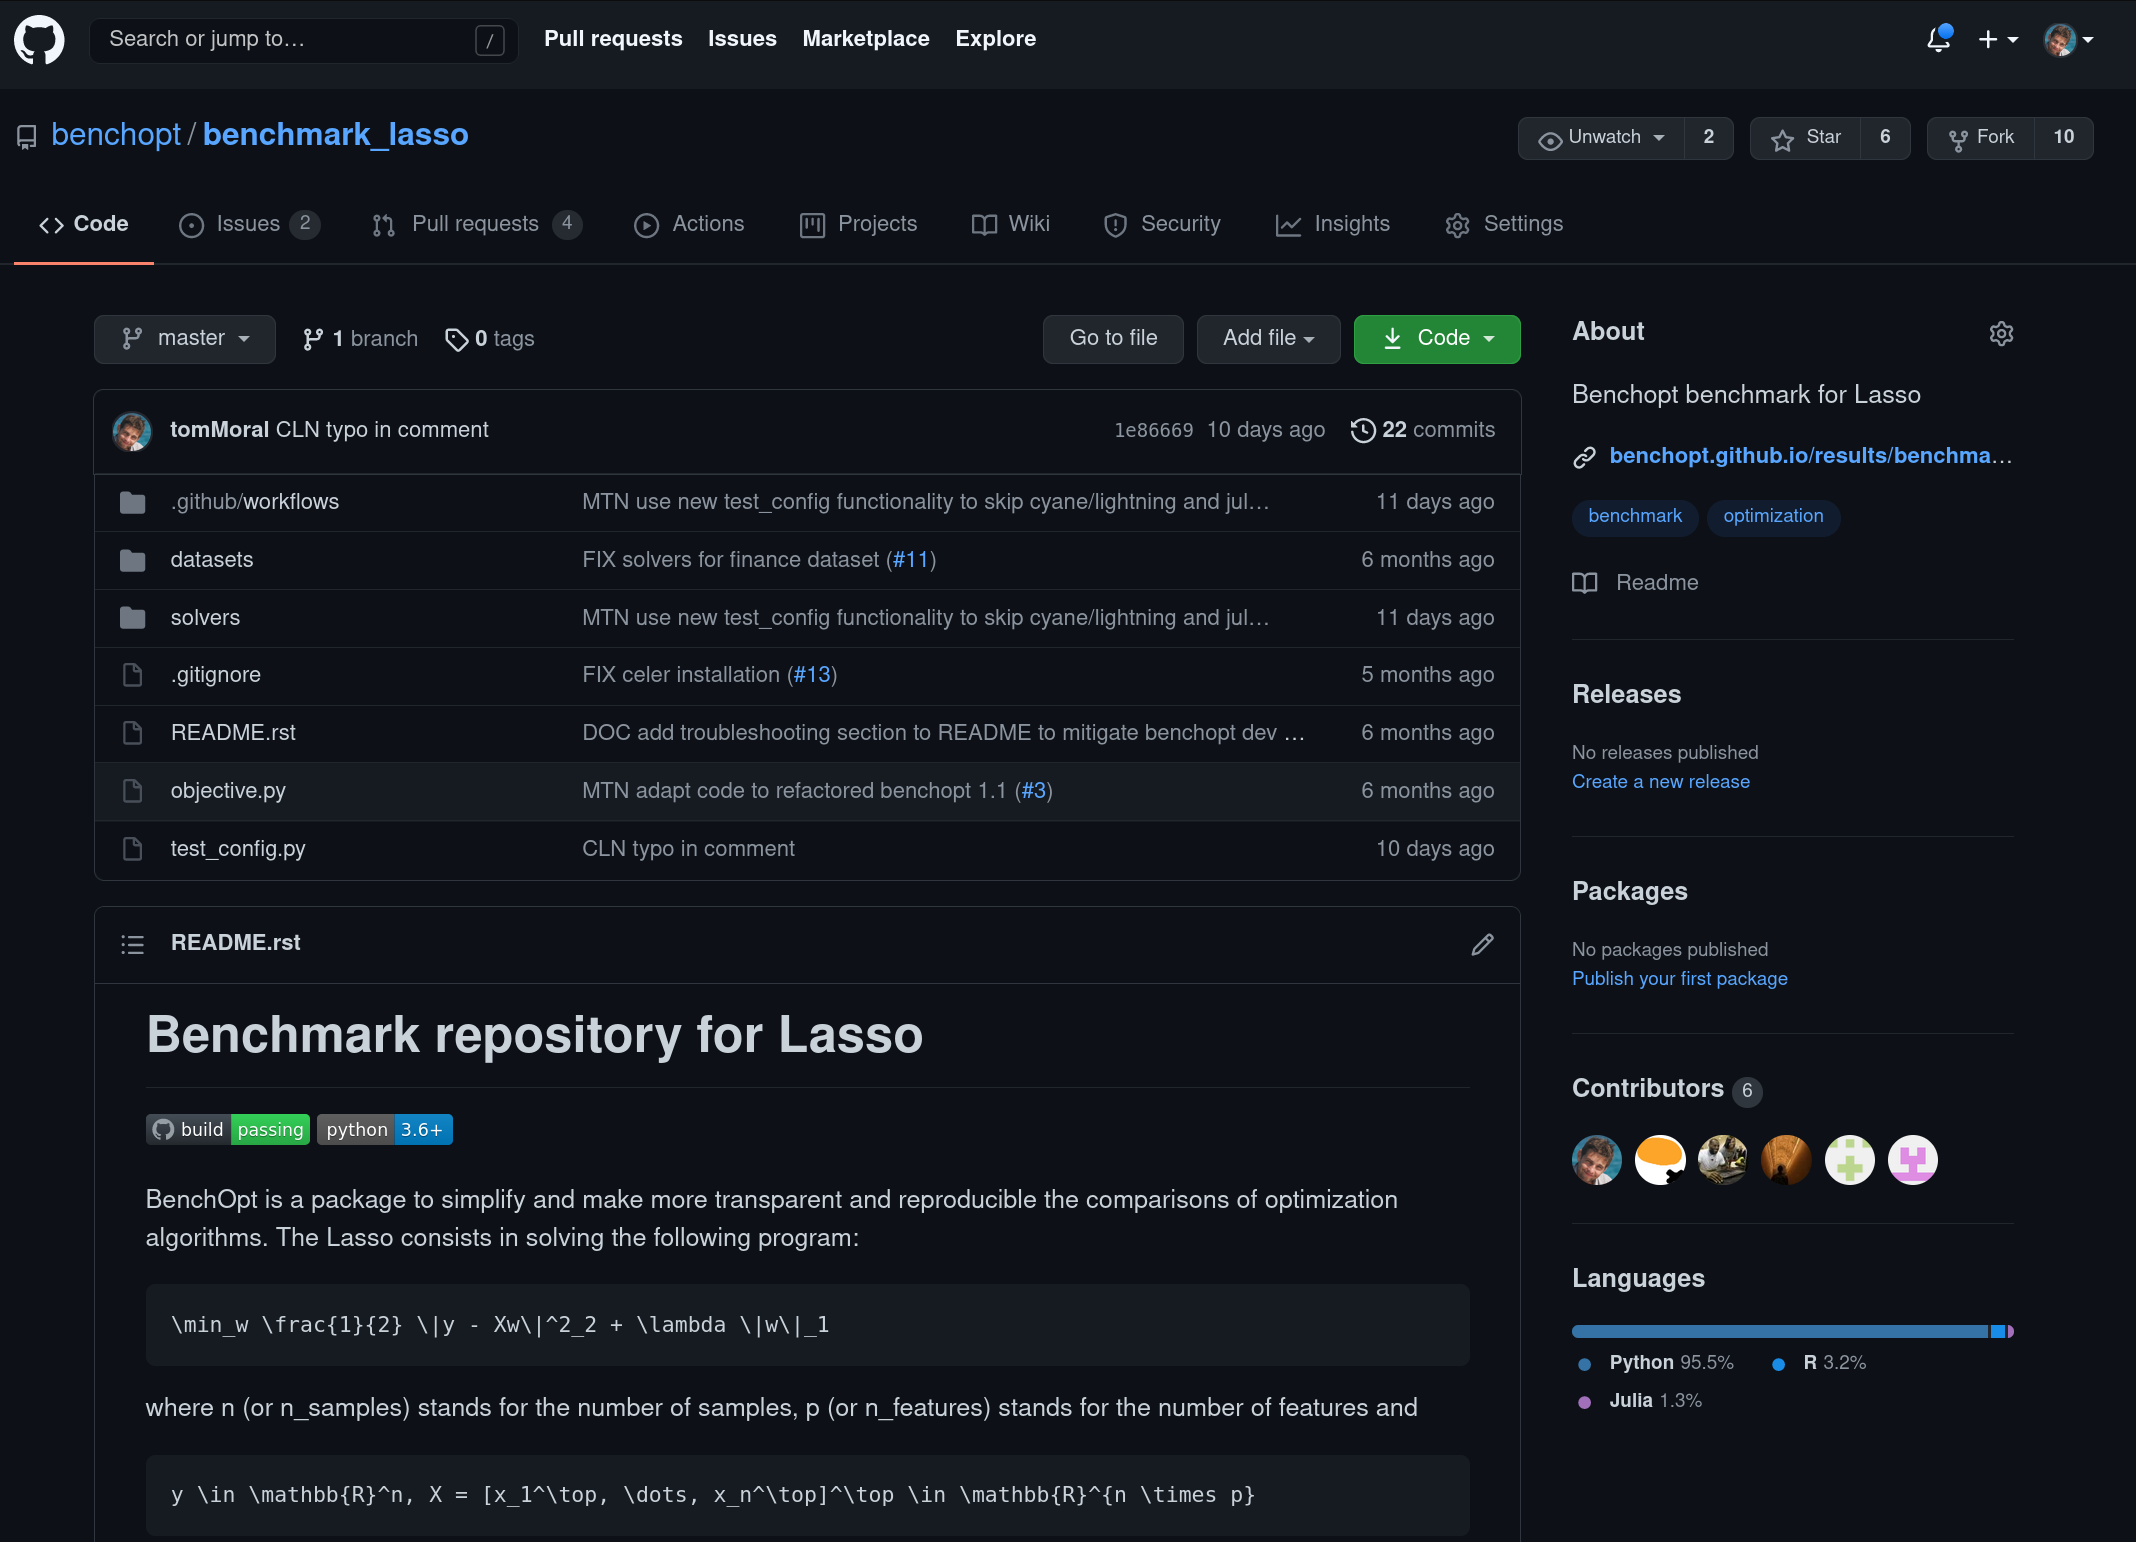 Search or jump to… /
Pull requests Issues Marketplace Explore
benchopt / benchmark_lasso
Unwatch 2 Star 6 Fork 10
Code Issues 2 Pull requests 4 Actions Projects Wiki Security Insights Settings
master 1 branch 0 tags Go to file Add file Code
tomMoral CLN typo in comment 1e86669 10 days ago 22 commits
.github/workflows MTN use new test_config functionality to skip cyane/lightning and jul… 11 days ago
datasets FIX solvers for finance dataset (#11) 6 months ago
solvers MTN use new test_config functionality to skip cyane/lightning and jul… 11 days ago
.gitignore FIX celer installation (#13) 5 months ago
README.rst DOC add troubleshooting section to README to mitigate benchopt dev … 6 months ago
objective.py MTN adapt code to refactored benchopt 1.1 (#3) 6 months ago
test_config.py CLN typo in comment 10 days ago
README.rst
Benchmark repository for Lasso
build passing python 3.6+
BenchOpt is a package to simplify and make more transparent and reproducible the comparisons of optimization
algorithms. The Lasso consists in solving the following program:
\min_w \frac{1}{2} \|y - Xw\|^2_2 + \lambda \|w\|_1
where n (or n_samples) stands for the number of samples, p (or n_features) stands for the number of features and
y \in \mathbb{R}^n, X = [x_1^\top, \dots, x_n^\top]^\top \in \mathbb{R}^{n \times p}
About
Benchopt benchmark for Lasso
benchopt.github.io/results/benchma…
benchmark optimization
Readme
Releases
No releases published
Create a new release
Packages
No packages published
Publish your first package
Contributors 6
Languages
Python 95.5% R 3.2%
Julia 1.3%